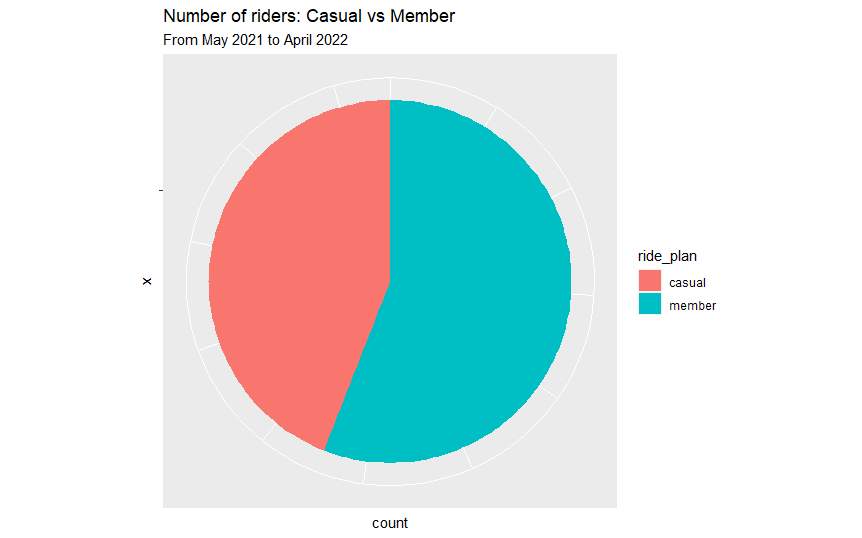 Number of riders: Casual vs Member
From May 2021 to April 2022
x
count
ride_plan
casual
member